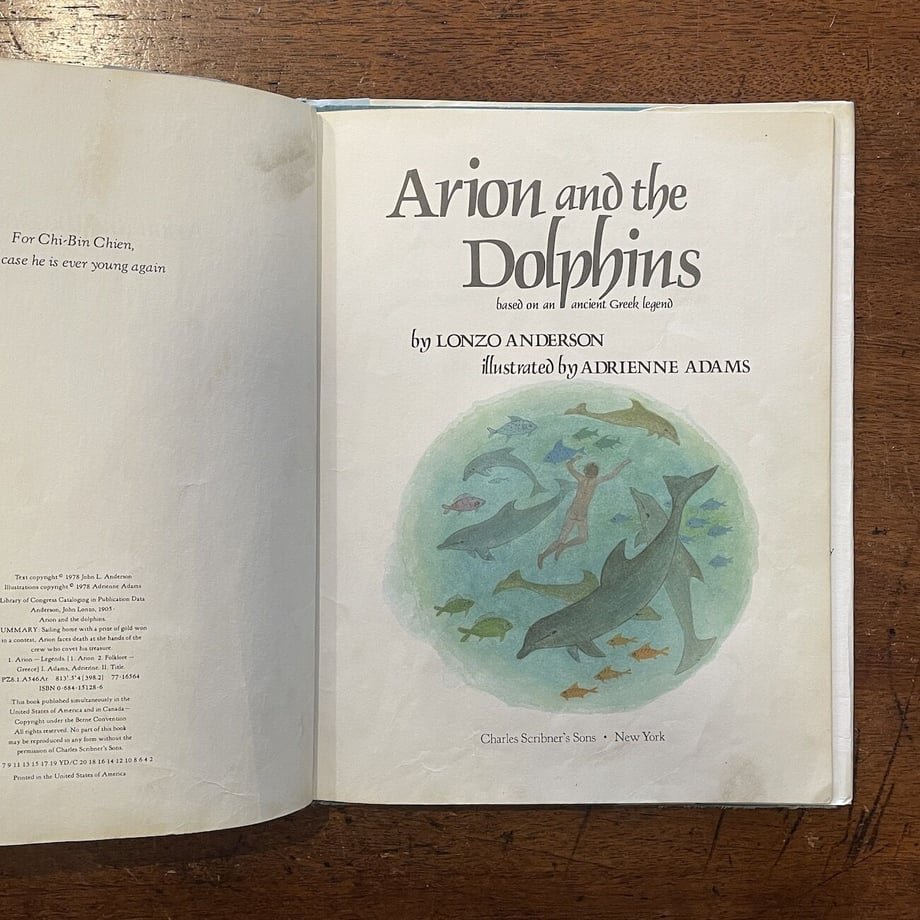 For Chi-Bin Chien,
case he is ever young again
Text copyright © 1978 John L. Anderson
Illustrations copyright © 1978 Adrienne Adams
Library of Congress Cataloging in Publication Data
Anderson, John Lonzo, 1905-
Arion and the dolphins.
UMMARY: Sailing home with a prize of gold won
in a contest, Arion faces death at the hands of the
crew who covet his treasure.
1. Arion — Legends. [1. Arion 2. Folklore —
Greece] I. Adams, Adrienne. II. Title.
PZ8.1.A546Ar 813'.5'4 [398.2] 77-16564
ISBN 0-684-15128-6
This book published simultaneously in the
United States of America and in Canada—
Copyright under the Berne Convention
All rights reserved. No part of this book
may be reproduced in any form without the
permission of Charles Scribner's Sons.
7 9 11 13 15 17 19 YD/C 20 18 16 14 12 10 8 6 4 2
Printed in the United States of America
Arion and the
Dolphins
based on an ancient Greek legend
by LONZO ANDERSON
illustrated by ADRIENNE ADAMS
Charles Scribner's Sons • New York